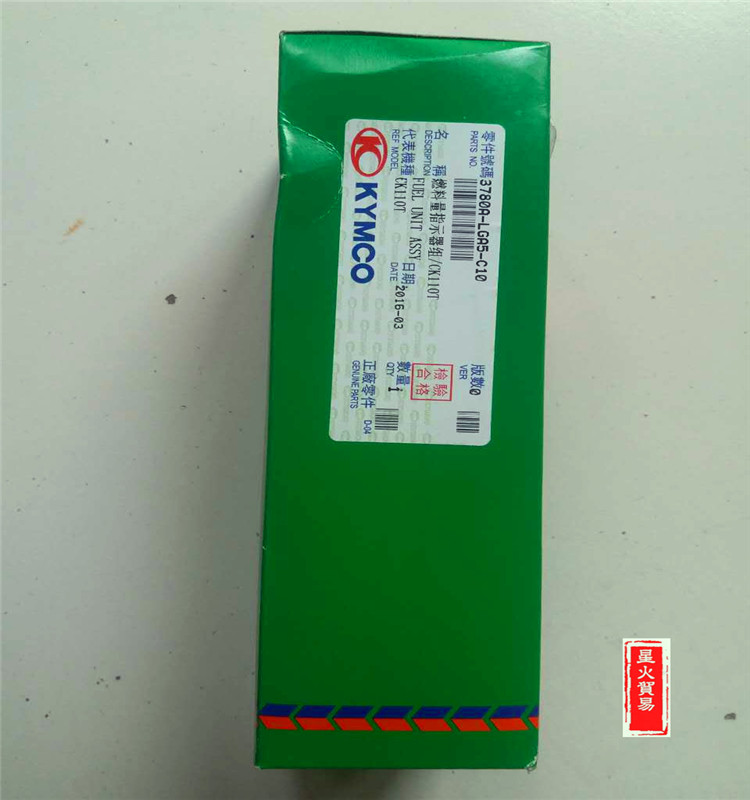 零件號碼 3780A-LGA5-C10
PARTS NO.
版數 0
VER
名 稱 燃料量指示器組/CK110T
DESCRIPTION FUEL UNIT ASSY
檢驗
合格
代表機種 CK110T
REF MODEL
日期 2016-03
DATE
數量 1
QTY
KYMCO
正廠零件
GENUINE PARTS
D-04
星火貿易